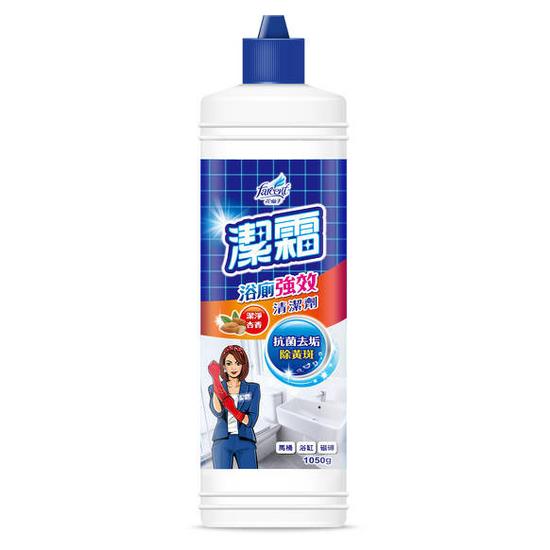 farcent
花仙子
潔霜
浴廁強效
清潔劑
潔淨
杏香
抗菌去垢
除黃斑
馬桶
浴缸
磁磚
1050g